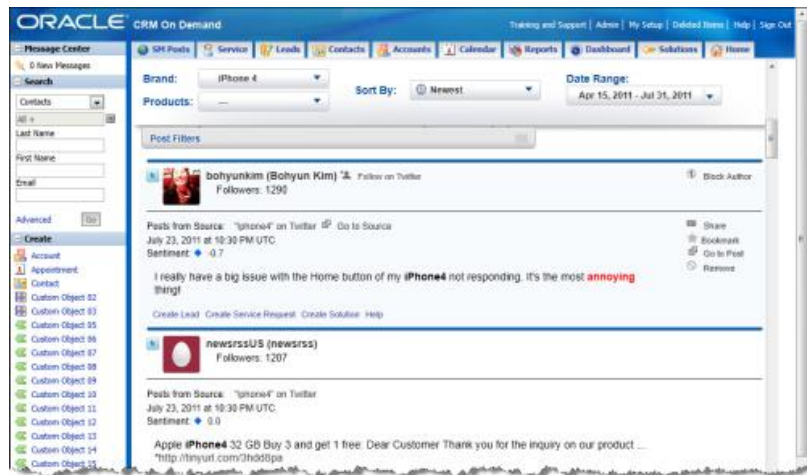 ORACLE CRM On Demand
Training and Support | Admin | My Setup | Deleted Items | Help | Sign Out
Message Center
0 New Messages
Search
Contacts
All +
Last Name
First Name
Email
Advanced Go
Create
Account
Appointment
Contact
Custom Object 02
Custom Object 03
Custom Object 05
Custom Object 06
Custom Object 07
Custom Object 08
Custom Object 09
Custom Object 10
Custom Object 11
Custom Object 12
Custom Object 13
Custom Object 14
Custom Object 15
SM Posts Service Leads Contacts Accounts Calendar Reports Dashboard Solutions Home
Brand: iPhone 4
Products: ---
Sort By: Newest
Date Range:
Apr 15, 2011 - Jul 31, 2011
Post Filters
bohyunkim (Bohyun Kim) Follow on Twitter
Followers: 1290
Block Author
Posts from Source: "iphone4" on Twitter Go to Source
July 23, 2011 at 10:30 PM UTC
Sentiment: -0.7
I really have a big issue with the Home button of my iPhone4 not responding. It's the most annoying
thing!
Share
Bookmark
Go to Post
Remove
Create Lead Create Service Request Create Solution Help
newsrssUS (newsrss)
Followers: 1207
Posts from Source: "iphone4" on Twitter
July 23, 2011 at 10:30 PM UTC
Sentiment: 0.0
Apple iPhone4 32 GB Buy 3 and get 1 free: Dear Customer Thank you for the inquiry on our product ...
"http://tinyurl.com/3hdd8pa